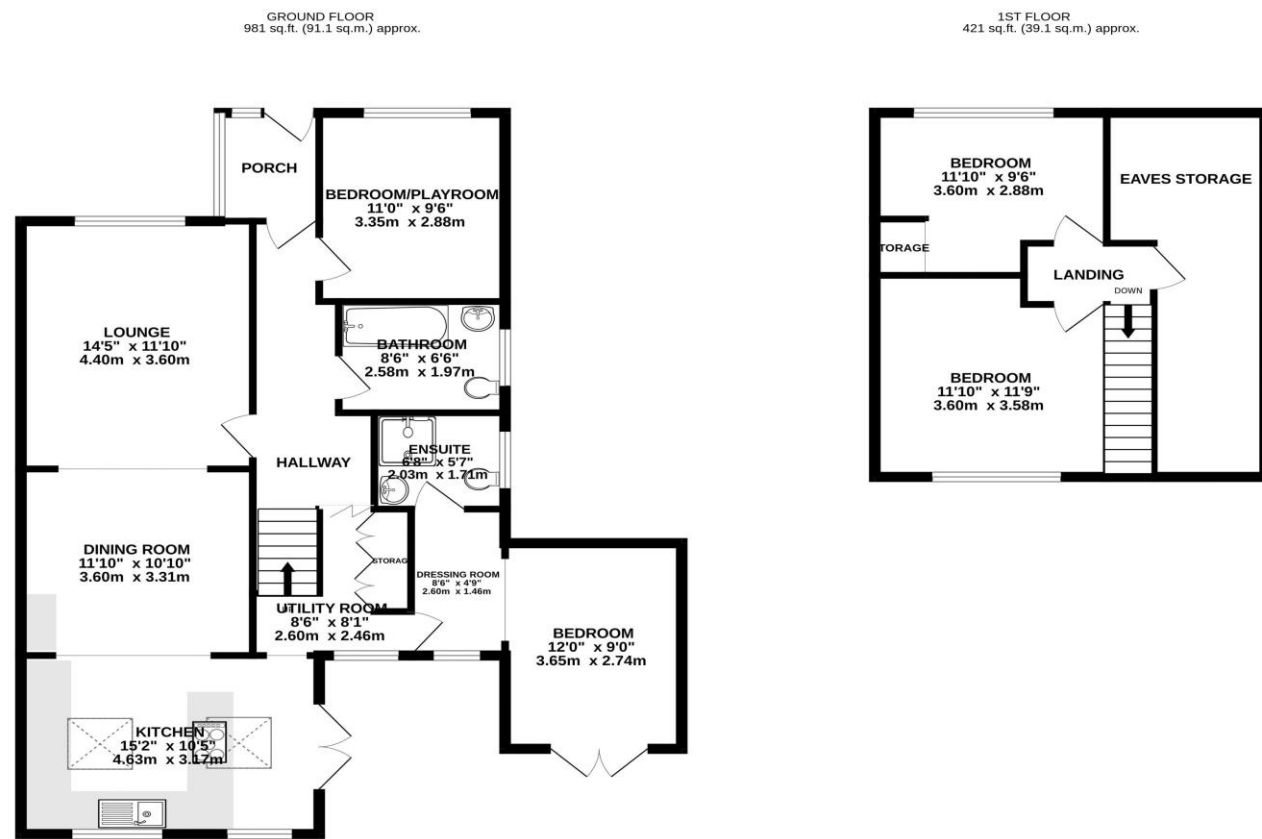 GROUND FLOOR
981 sq.ft. (91.1 sq.m.) approx.
1ST FLOOR
421 sq.ft. (39.1 sq.m.) approx.
PORCH
BEDROOM/PLAYROOM
11'0" x 9'6"
3.35m x 2.88m
LOUNGE
14'5" x 11'10"
4.40m x 3.60m
BATHROOM
8'6" x 6'6"
2.58m x 1.97m
ENSUITE
6'8" x 5'7"
2.03m x 1.71m
HALLWAY
DINING ROOM
11'10" x 10'10"
3.60m x 3.31m
STORAG
DRESSING ROOM
8'6" x 4'9"
2.60m x 1.46m
UTILITY ROOM
8'6" x 8'1"
2.60m x 2.46m
BEDROOM
12'0" x 9'0"
3.65m x 2.74m
KITCHEN
15'2" x 10'5"
4.63m x 3.17m
BEDROOM
11'10" x 9'6"
3.60m x 2.88m
EAVES STORAGE
TORAGE
LANDING
DOWN
BEDROOM
11'10" x 11'9"
3.60m x 3.58m